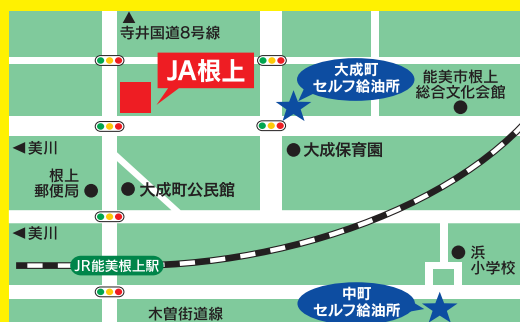 寺井国道8号線
JA根上
大成町
セルフ給油所
能美市根上
総合文化会館
美川
大成保育園
根上
郵便局
大成町公民館
美川
JR能美根上駅
浜
小学校
中町
セルフ給油所
木曽街道線